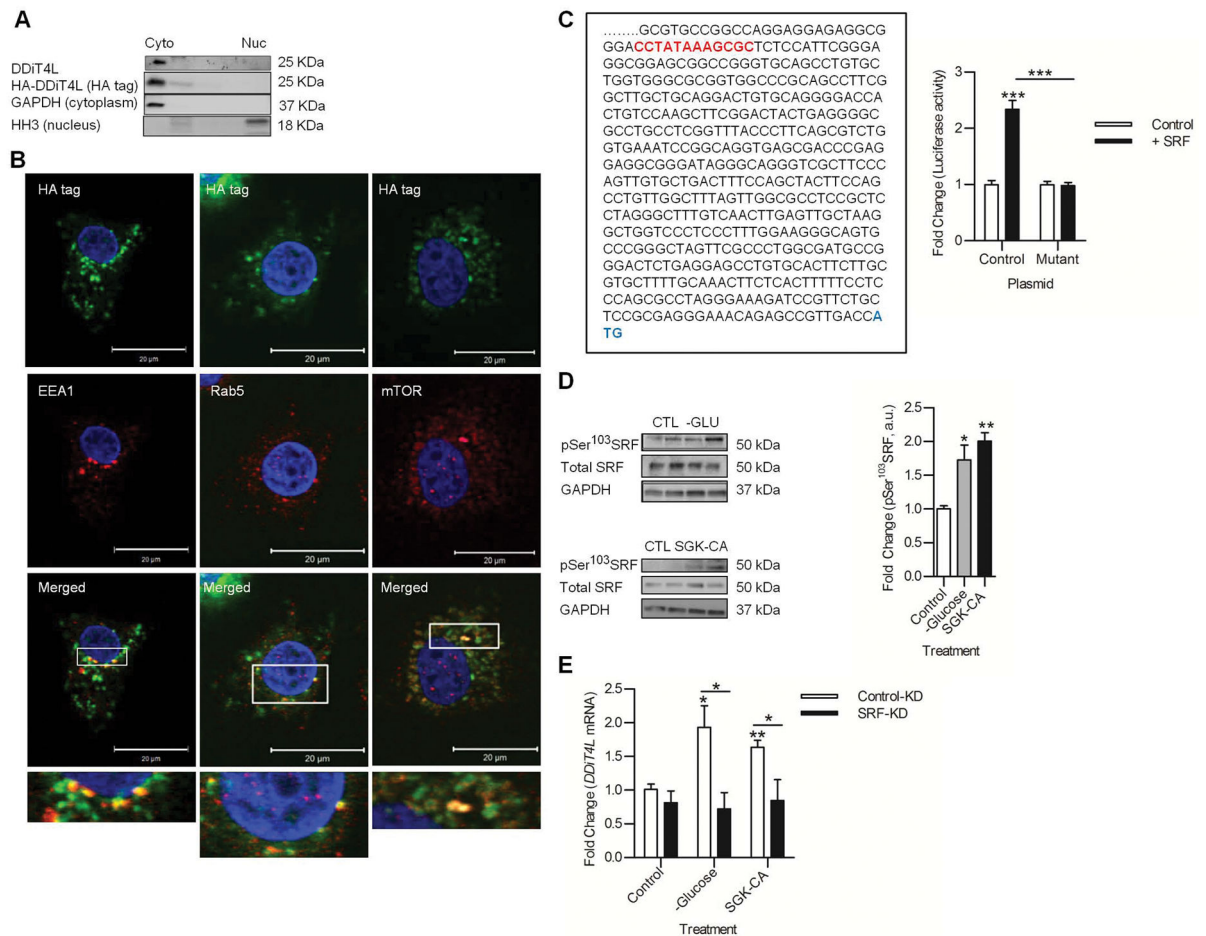 A
Cyto Nuc
DDiT4L 25 KDa
HA-DDiT4L (HA tag) 25 KDa
GAPDH (cytoplasm) 37 KDa
HH3 (nucleus) 18 KDa
B
HA tag HA tag HA tag
20 µm 20 µm 20 µm
EEA1 Rab5 mTOR
20 µm 20 µm 20 µm
Merged Merged Merged
20 µm 20 µm 20 µm
C
........GCGTGCCGGCCAGGAGGAGAGGCG
GGACCTATAAAGCGCTCTCCATTCGGGGA
GGCGGAGCGGCCGGGTGCAGCCTGTGC
TGGTGGGCGCGGTGGCCCGCAGCCTTCG
GCTTGCTGCAGGACTGTGCAGGGGACCA
CTGTCCAAGCTTCGGACTACTGAGGGGC
GCCTGCCTCGGTTTACCCTTCAGCGTCTG
GTGAAATCCGGCAGGTGAGCGACCCGAG
GAGGCGGGATAGGGCAGGGTCGCTTCCC
AGTTGTGCTGACTTTCCAGCTACTTCCAG
CCTGTTGGCTTTAGTTGGCGCCTCCGCTC
CTAGGGCTTTGTCAACTTGAGTTGCTAAG
GCTGGTCCCTCCCTTTGGAAGGGCAGTG
CCCGGGCTAGTTCGCCCTGGCGATGCCG
GGACTCTGAGGAGCCTGTGCACTTCTTGC
GTGCTTTTGCAAACTTCTCACTTTTTCCTC
CCAGCGCCTAGGGAAAGATCCGTTCTGC
TCCGCGAGGGAAACAGAGCCGTTGACCA
TG
Fold Change (Luciferase activity)
3
2
1
0
***
***
Control
+ SRF
Control Mutant
Plasmid
D
CTL -GLU
pSer103SRF 50 kDa
Total SRF 50 kDa
GAPDH 37 kDa
CTL SGK-CA
pSer103SRF 50 kDa
Total SRF 50 kDa
GAPDH 37 kDa
Fold Change (pSer103SRF, a.u.)
2.5
2.0
1.5
1.0
0.5
0.0
*
**
Control
-Glucose
SGK-CA
Treatment
E
Fold Change (DDiT4L mRNA)
2.5
2.0
1.5
1.0
0.5
0.0
*
*
*
**
Control-KD
SRF-KD
Control
-Glucose
SGK-CA
Treatment